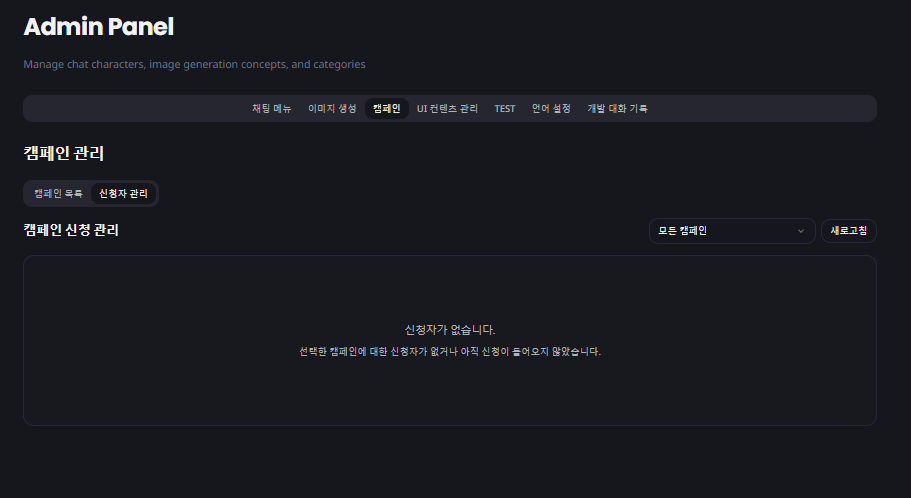 Admin Panel
Manage chat characters, image generation concepts, and categories
채팅 메뉴 이미지 생성 캠페인 UI 컨텐츠 관리 TEST 언어 설정 개발 대화 기록
캠페인 관리
캠페인 목록 신청자 관리
캠페인 신청 관리 모든 캠페인 새로고침
신청자가 없습니다.
선택한 캠페인에 대한 신청자가 없거나 아직 신청이 들어오지 않았습니다.